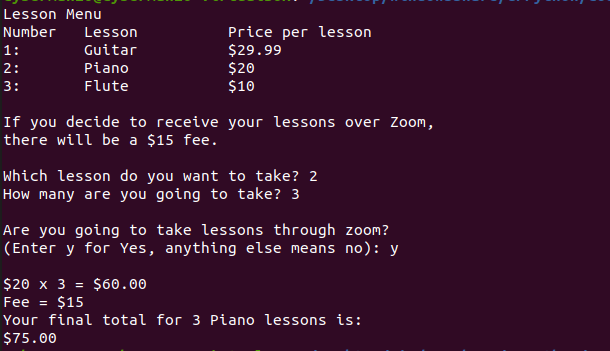 Lesson Menu
Number   Lesson           Price per lesson
1:       Guitar           $29.99
2:       Piano            $20
3:       Flute            $10
If you decide to receive your lessons over Zoom,
there will be a $15 fee.
Which lesson do you want to take? 2
How many are you going to take? 3
Are you going to take lessons through zoom?
(Enter y for Yes, anything else means no): y
$20 x 3 = $60.00
Fee = $15
Your final total for 3 Piano lessons is:
$75.00